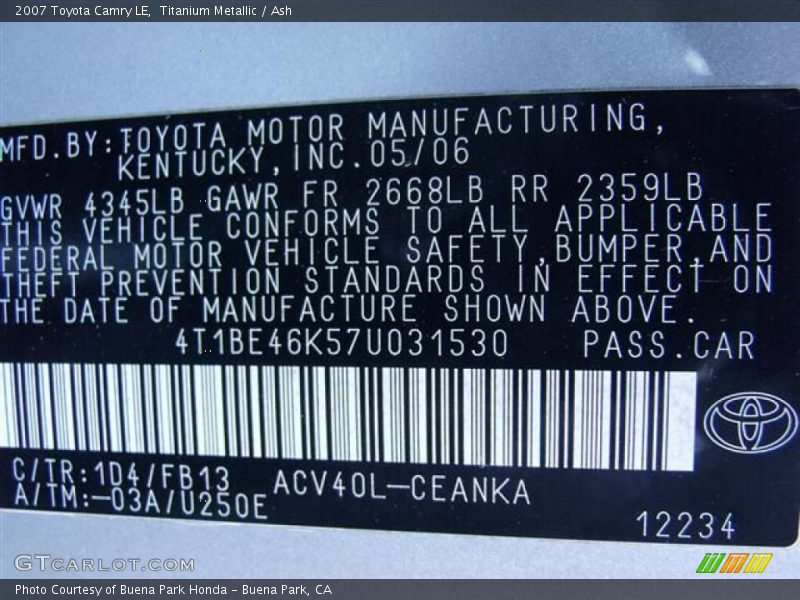 2007 Toyota Camry LE, Titanium Metallic / Ash
MFD.BY:TOYOTA MOTOR MANUFACTURING,
KENTUCKY,INC.05/06
GVWR 4345LB GAWR FR 2668LB RR 2359LB
THIS VEHICLE CONFORMS TO ALL APPLICABLE
FEDERAL MOTOR VEHICLE SAFETY,BUMPER,AND
THEFT PREVENTION STANDARDS IN EFFECT ON
THE DATE OF MANUFACTURE SHOWN ABOVE.
4T1BE46K57U031530 PASS.CAR
C/TR:1D4/FB13 ACV40L-CEANKA
A/TM:-03A/U250E
12234
GTCARLOT.COM
Photo Courtesy of Buena Park Honda - Buena Park, CA